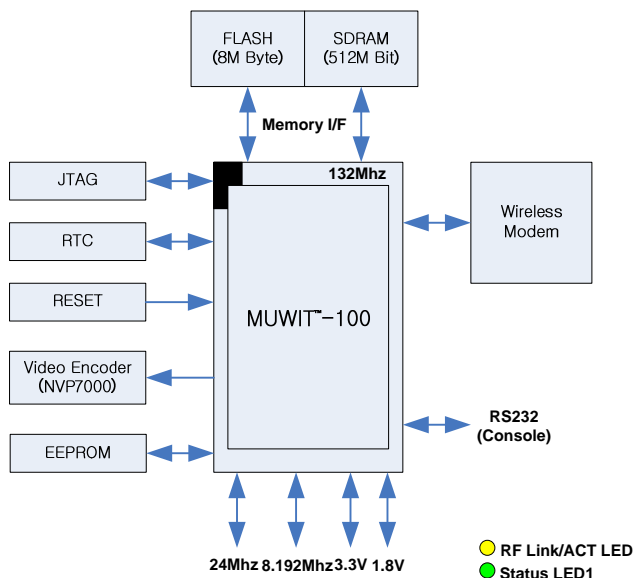 FLASH
(8M Byte)
SDRAM
(512M Bit)
Memory I/F
132Mhz
JTAG
RTC
RESET
Video Encoder
(NVP7000)
EEPROM
MUWIT™-100
Wireless
Modem
RS232
(Console)
24Mhz 8.192Mhz 3.3V 1.8V
RF Link/ACT LED
Status LED1